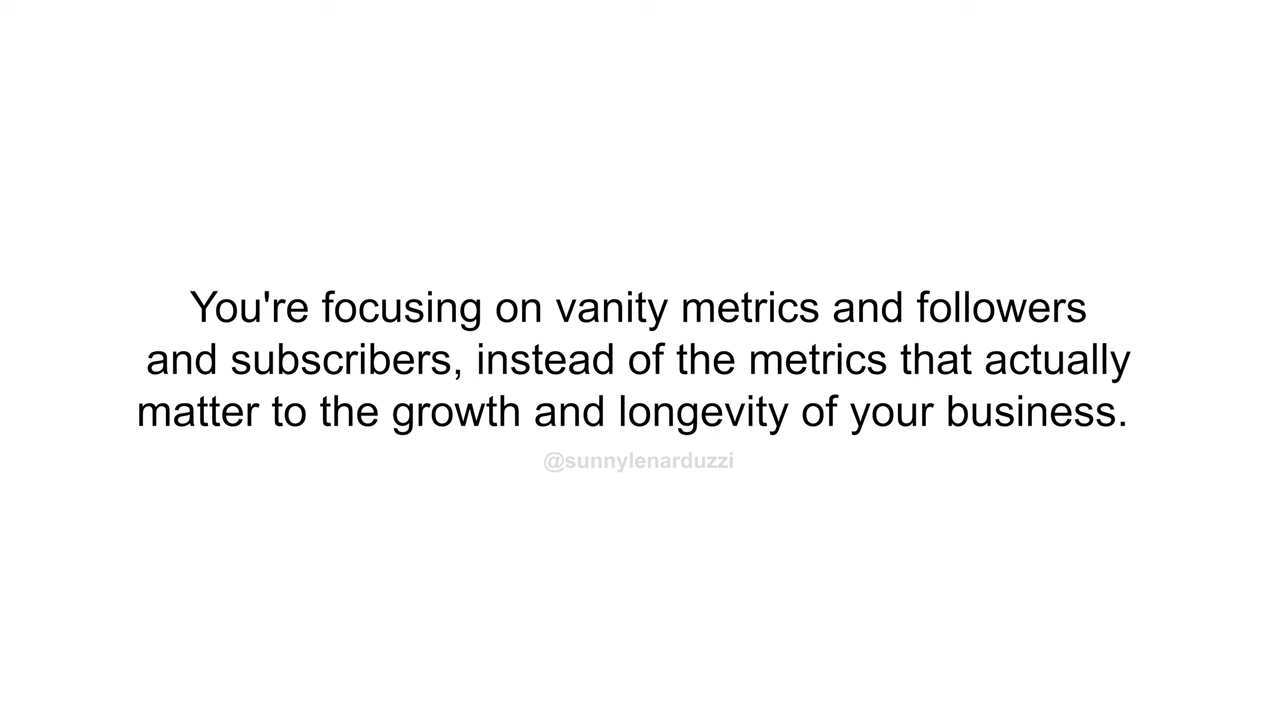 You're focusing on vanity metrics and followers
and subscribers, instead of the metrics that actually
matter to the growth and longevity of your business.
@sunnylenarduzzi